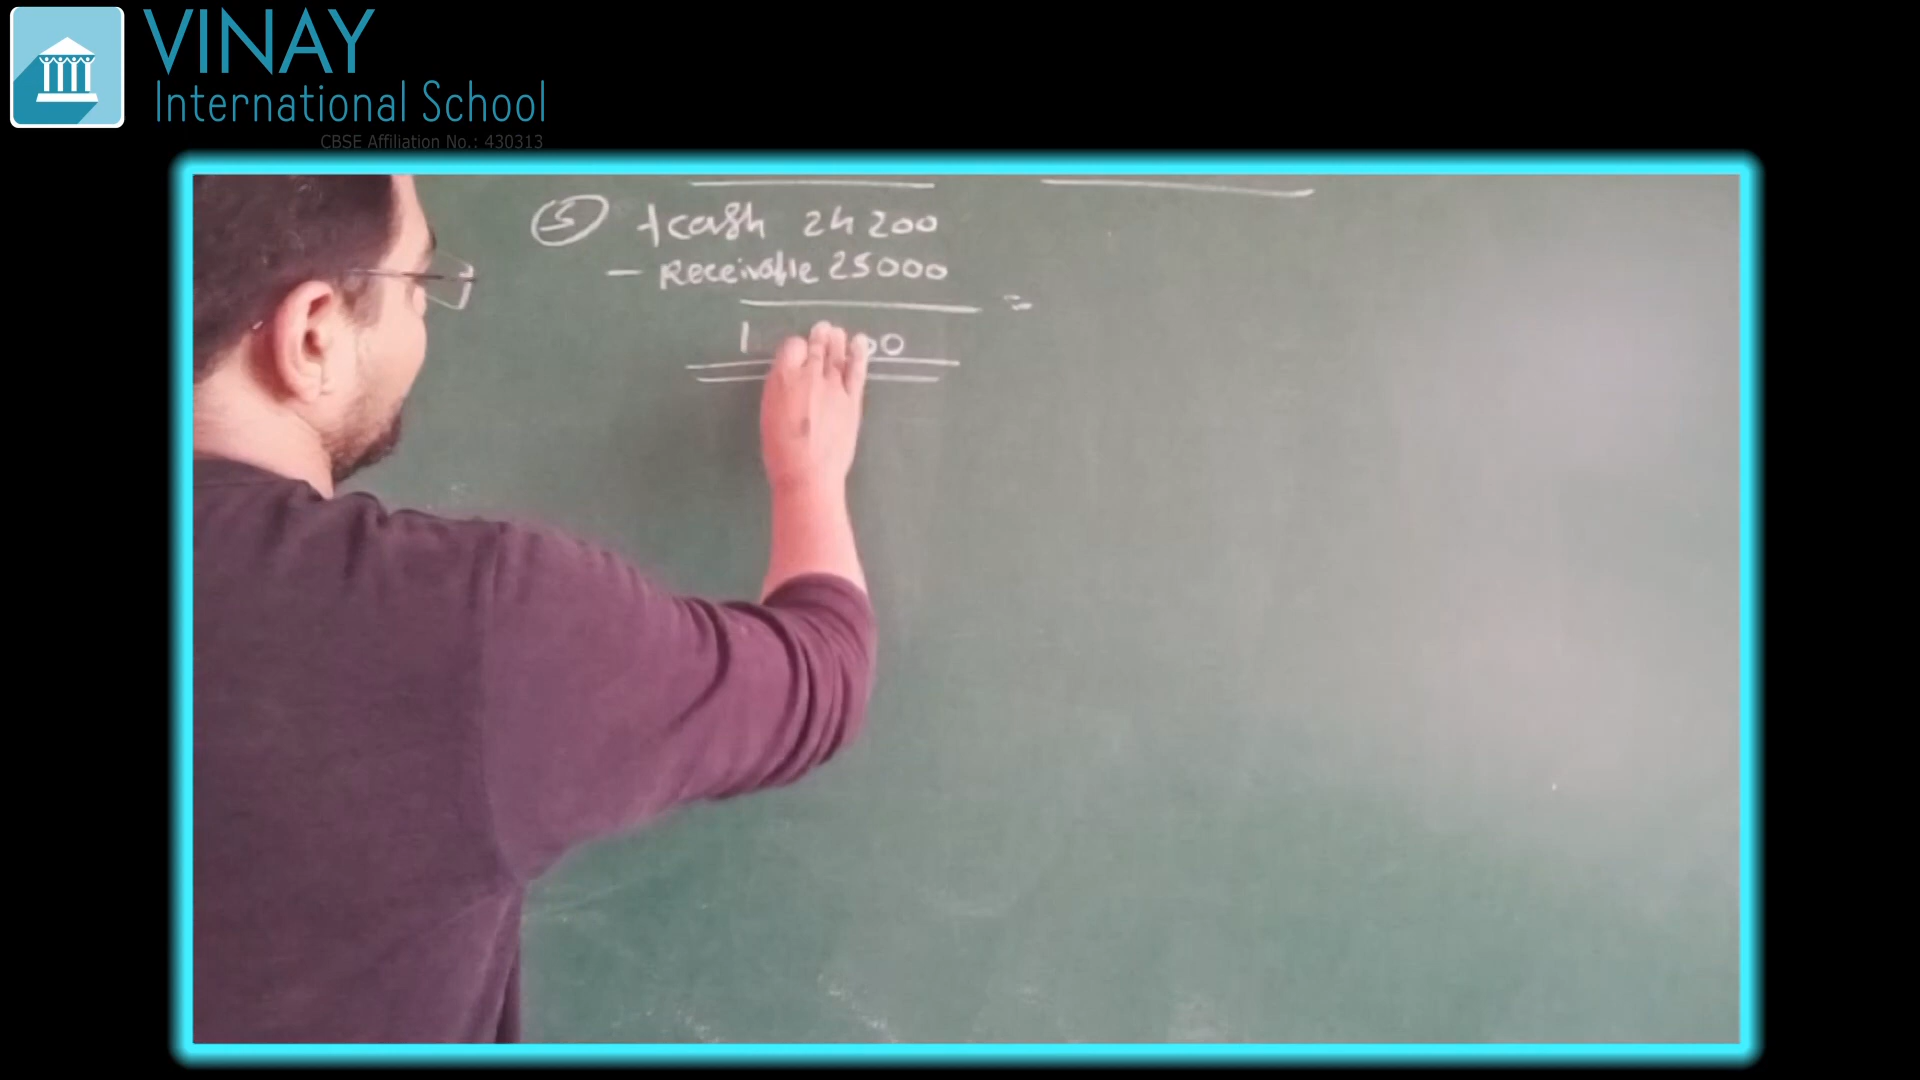 VINAY
International School
CBSE Affiliation No.: 430313
⑤ + cash 24200
— Receivable 25000
=